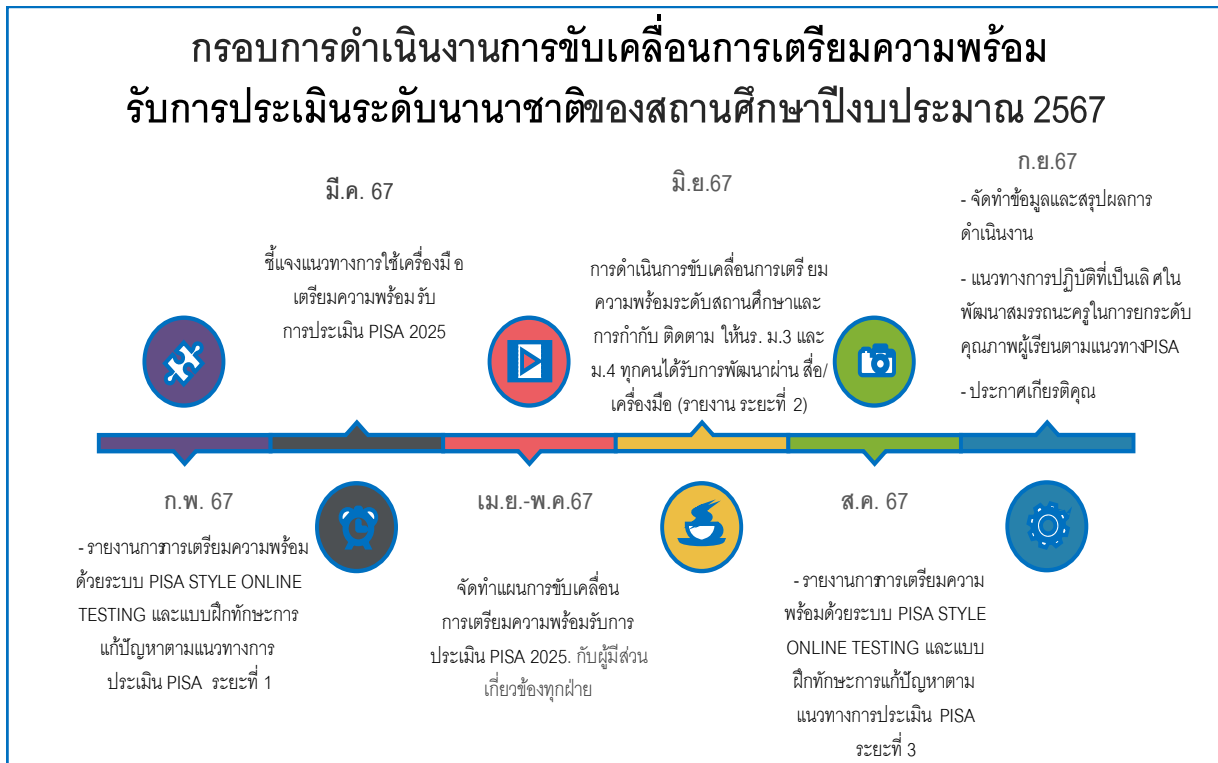 กรอบการดำเนินงานการขับเคลื่อนการเตรียมความพร้อม
รับการประเมินระดับนานาชาติของสถานศึกษาปีงบประมาณ 2567
ก.พ. 67
- รายงานการการเตรียมความพร้อม
ด้วยระบบ PISA STYLE ONLINE
TESTING และแบบฝึกทักษะการ
แก้ปัญหาตามแนวทางการ
ประเมิน PISA ระยะที่ 1
มี.ค. 67
ชี้แจงแนวทางการใช้เครื่องมือ
เตรียมความพร้อมรับ
การประเมิน PISA 2025
เม.ย.-พ.ค.67
จัดทำแผนการขับเคลื่อน
การเตรียมความพร้อมรับการ
ประเมิน PISA 2025. กับผู้มีส่วน
เกี่ยวข้องทุกฝ่าย
มิ.ย.67
การดำเนินการขับเคลื่อนการเตรียม
ความพร้อมระดับสถานศึกษาและ
การกำกับ ติดตาม ให้นร. ม.3 และ
ม.4 ทุกคนได้รับการพัฒนาผ่าน สื่อ/
เครื่องมือ (รายงาน ระยะที่ 2)
ส.ค. 67
- รายงานการการเตรียมความ
พร้อมด้วยระบบ PISA STYLE
ONLINE TESTING และแบบ
ฝึกทักษะการแก้ปัญหาตาม
แนวทางการประเมิน PISA
ระยะที่ 3
ก.ย.67
- จัดทำข้อมูลและสรุปผลการ
ดำเนินงาน
- แนวทางการปฏิบัติที่เป็นเลิศใน
พัฒนาสมรรถนะครูในการยกระดับ
คุณภาพผู้เรียนตามแนวทางPISA
- ประกาศเกียรติคุณ